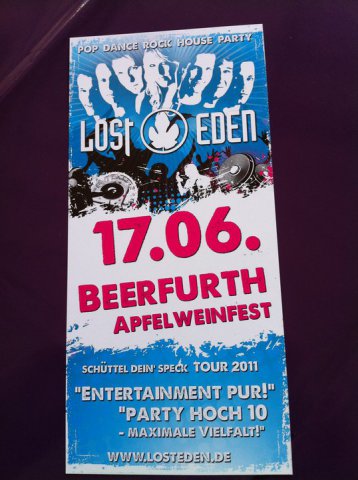 POP DANCE ROCK HOUSE PARTY
LOST EDEN
17.06.
BEERFURTH
APFELWEINFEST
SCHÜTTEL DEIN' SPECK TOUR 2011
"ENTERTAINMENT PUR!"
"PARTY HOCH 10
- MAXIMALE VIELFALT!"
WWW.LOSTEDEN.DE